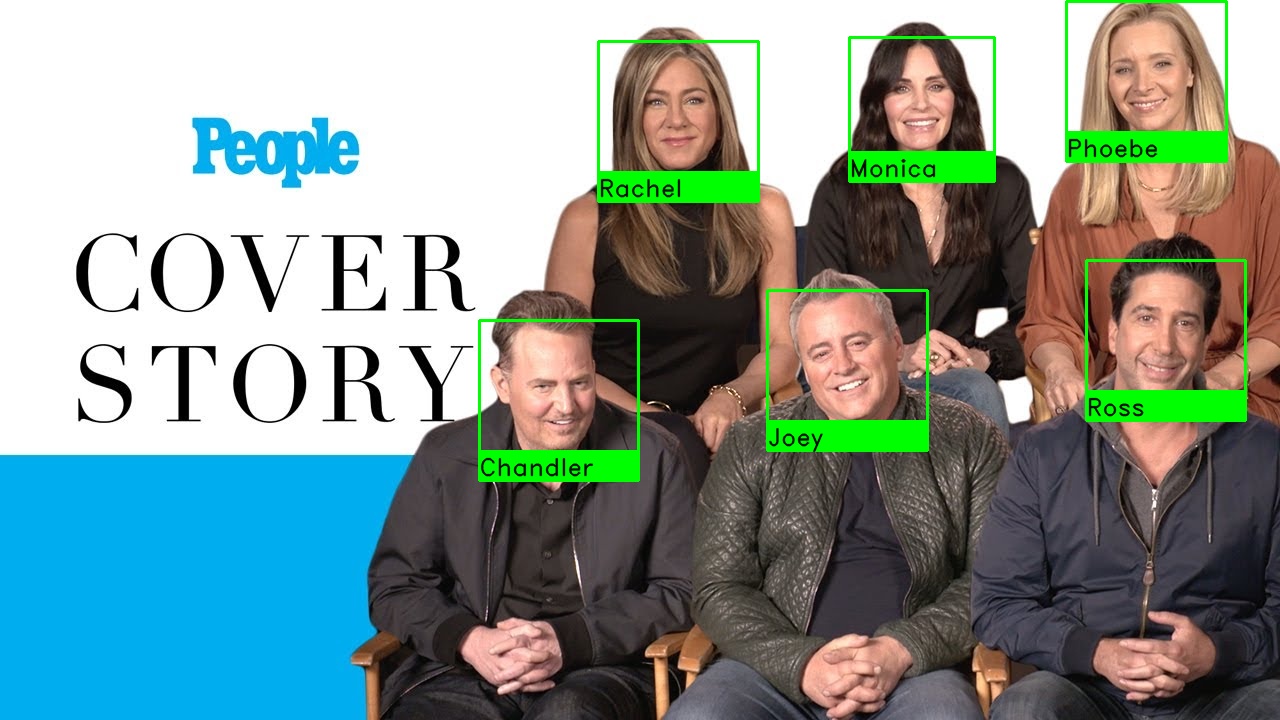 People
COVER
STORY
Rachel
Monica
Phoebe
Chandler
Joey
Ross